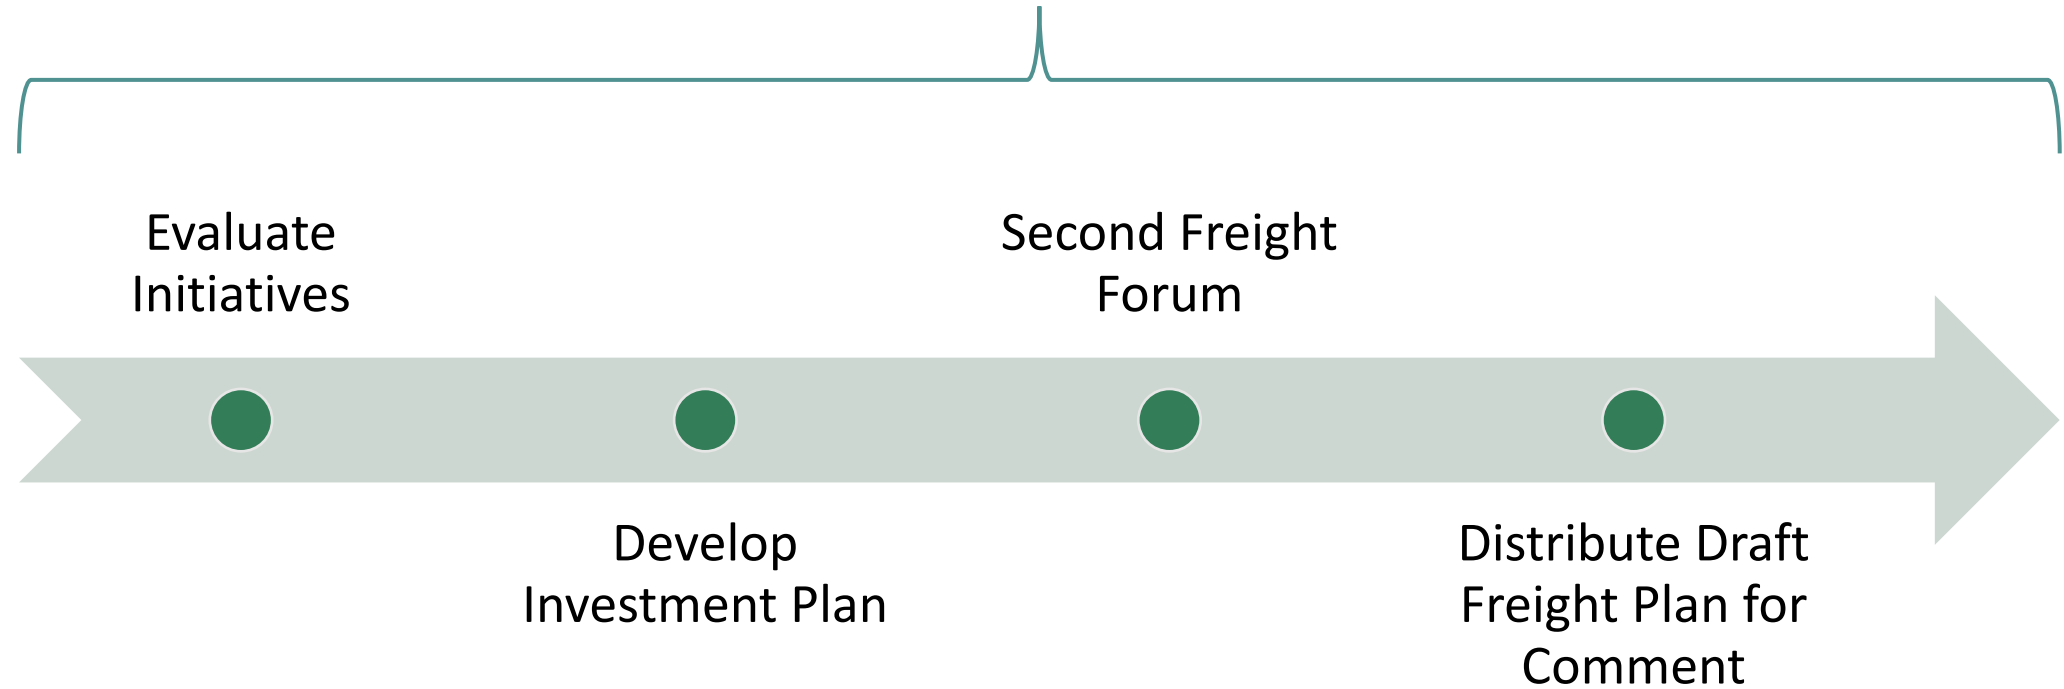 Evaluate
Initiatives
Develop
Investment Plan
Second Freight
Forum
Distribute Draft
Freight Plan for
Comment